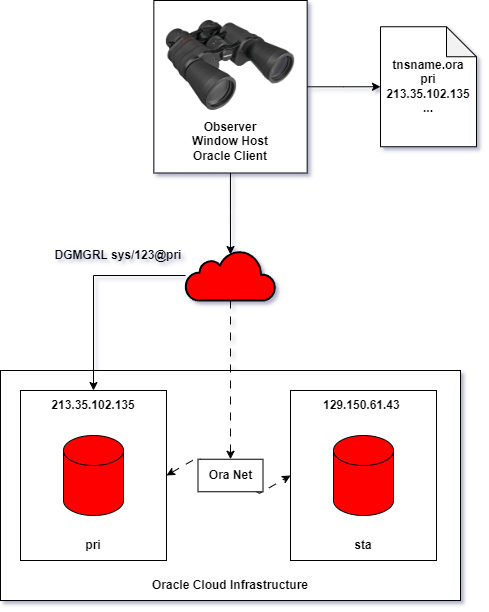 tnsname.ora
pri
213.35.102.135
...
Observer
Window Host
Oracle Client
DGMGRL sys/123@pri
213.35.102.135
129.150.61.43
Ora Net
pri
sta
Oracle Cloud Infrastructure